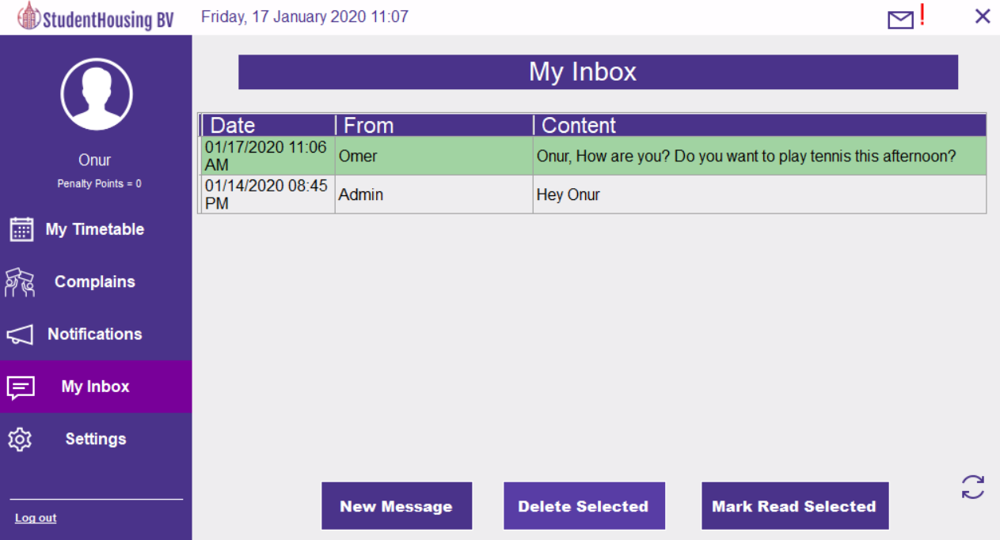 StudentHousing BV
Friday, 17 January 2020 11:07
!
Onur
Penalty Points = 0
My Timetable
Complains
Notifications
My Inbox
Settings
Log out
My Inbox
Date From Content
01/17/2020 11:06 AM Omer Onur, How are you? Do you want to play tennis this afternoon?
01/14/2020 08:45 PM Admin Hey Onur
New Message Delete Selected Mark Read Selected